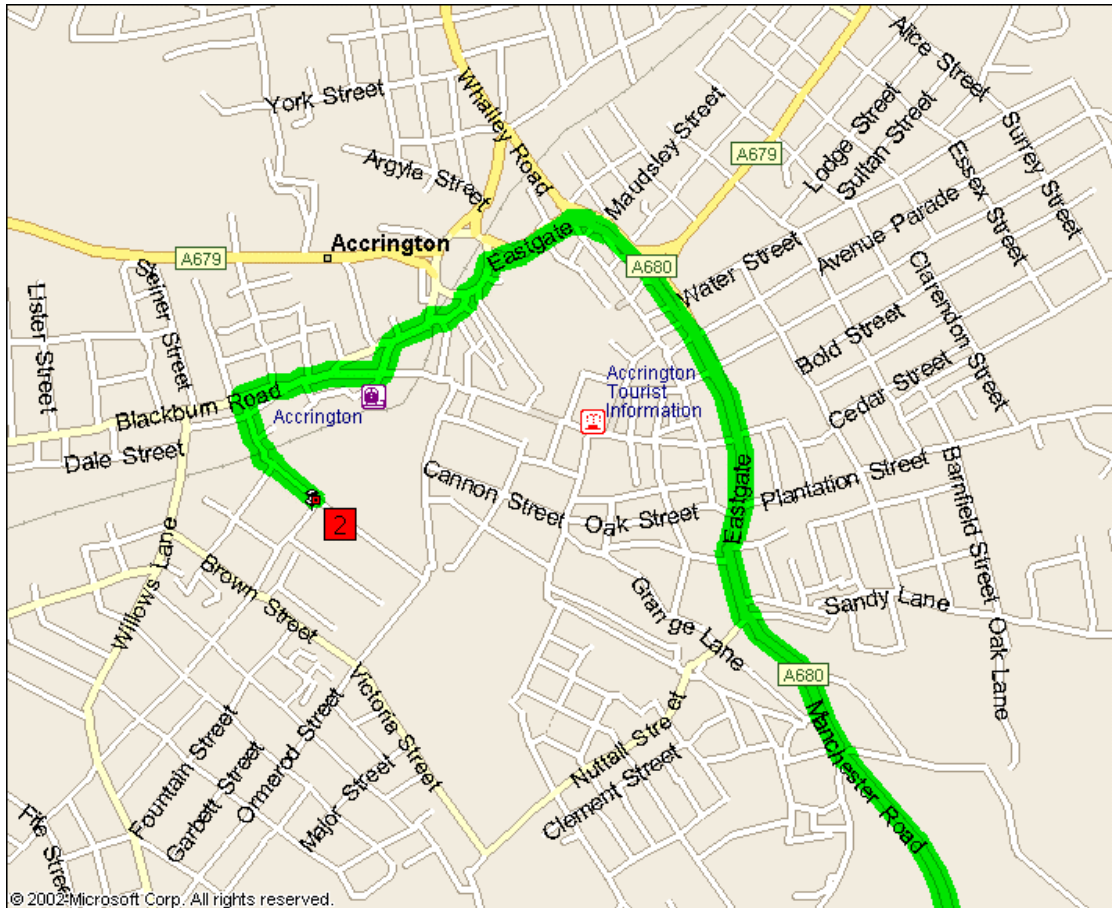 Alice Street
York Street
Whalley Road
Lodge Street
Sultan Street
Surrey Street
Maudsley Street
A679
Essex Street
Argyle Street
Accrington
Eastgate
A679
A680
Avenue Parade
Water Street
Steiner Street
Lister Street
Clarendon Street
Bold Street
Accrington
Tourist
Information
Cedar Street
Blackburn Road
Accrington
Dale Street
Cannon Street
Oak Street
Eastgate
Plantation Street
Barnfield Street
2
Willows Lane
Brown Street
Grange Lane
Sandy Lane
Oak Lane
A680
Victoria Street
Manchester Road
Nuttall Street
Clement Street
Fountain Street
Garbett Street
Ormerod Street
Major Street
Fife Street
© 2002 Microsoft Corp. All rights reserved.